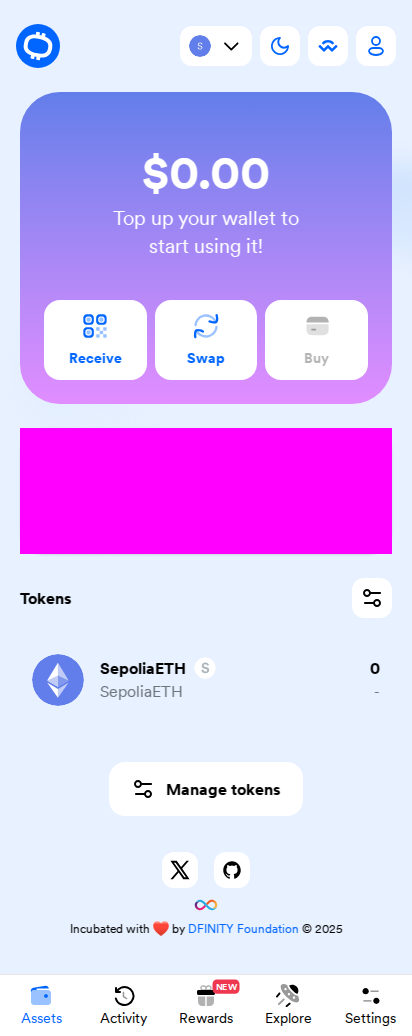 S
$0.00
Top up your wallet to
start using it!
Receive
Swap
Buy
Tokens
SepoliaETH S 0
SepoliaETH -
Manage tokens
Incubated with ❤️ by DFINITY Foundation © 2025
NEW
Assets Activity Rewards Explore Settings